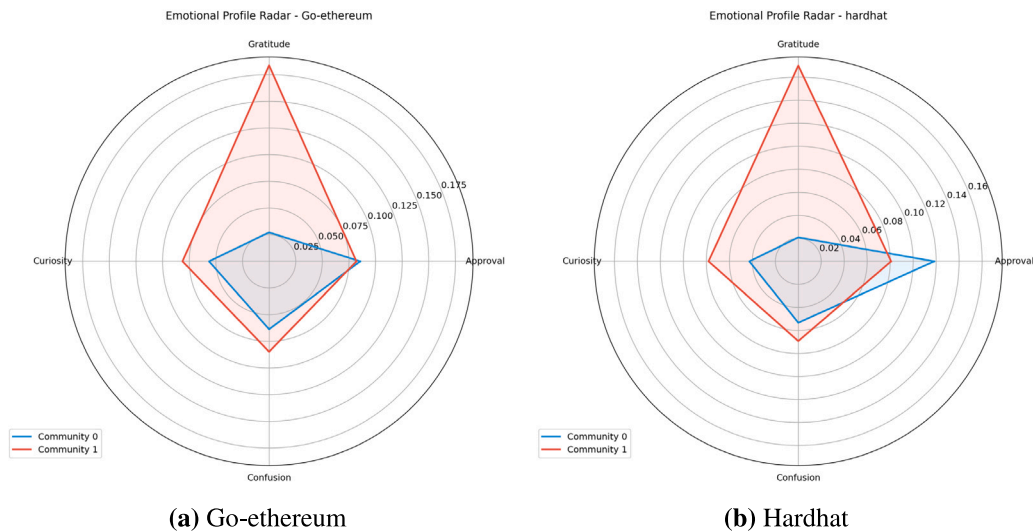 Emotional Profile Radar - Go-ethereum
Gratitude
0.175
0.150
0.125
0.100
0.075
0.050
0.025
Curiosity
Approval
Community 0
Community 1
Confusion
(a) Go-ethereum
Emotional Profile Radar - hardhat
Gratitude
0.16
0.14
0.12
0.10
0.08
0.06
0.04
0.02
Curiosity
Approval
Community 0
Community 1
Confusion
(b) Hardhat